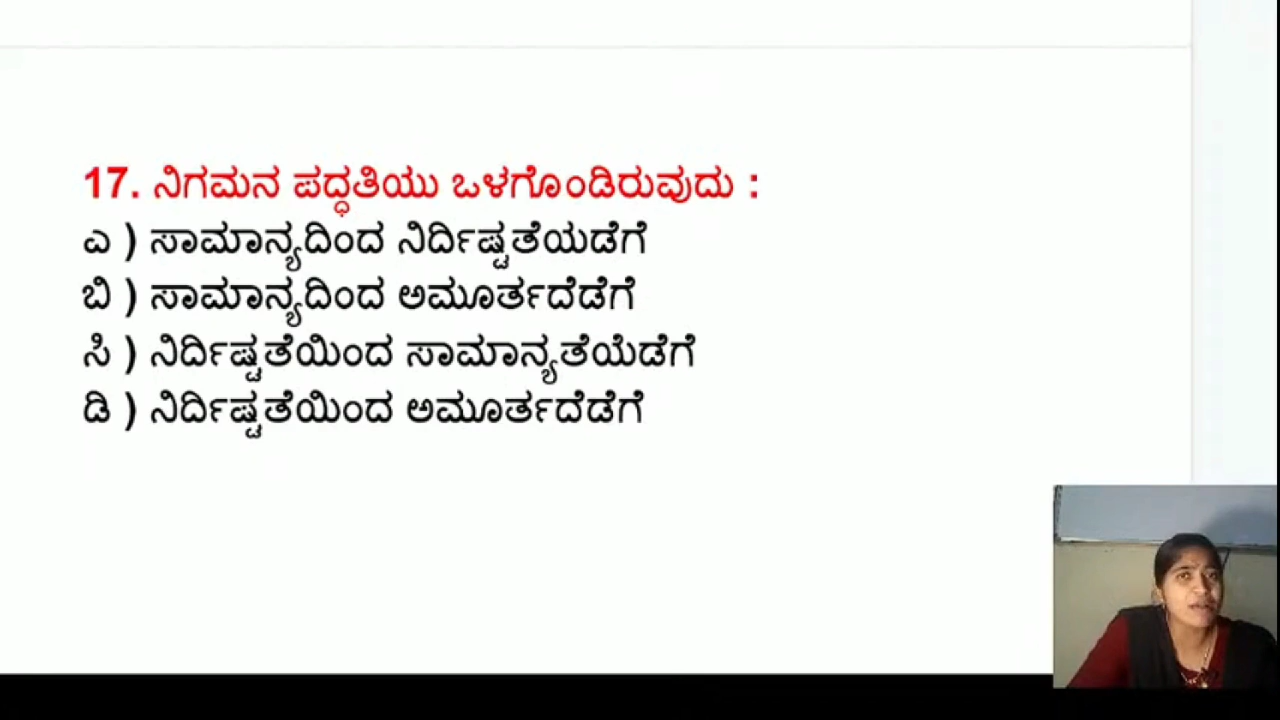 17. ನಿಗಮನ ಪದ್ಧತಿಯು ಒಳಗೊಂಡಿರುವುದು :
ಎ ) ಸಾಮಾನ್ಯದಿಂದ ನಿರ್ದಿಷ್ಟತೆಯಡೆಗೆ
ಬಿ ) ಸಾಮಾನ್ಯದಿಂದ ಅಮೂರ್ತದೆಡೆಗೆ
ಸಿ ) ನಿರ್ದಿಷ್ಟತೆಯಿಂದ ಸಾಮಾನ್ಯತೆಯೆಡೆಗೆ
ಡಿ ) ನಿರ್ದಿಷ್ಟತೆಯಿಂದ ಅಮೂರ್ತದೆಡೆಗೆ